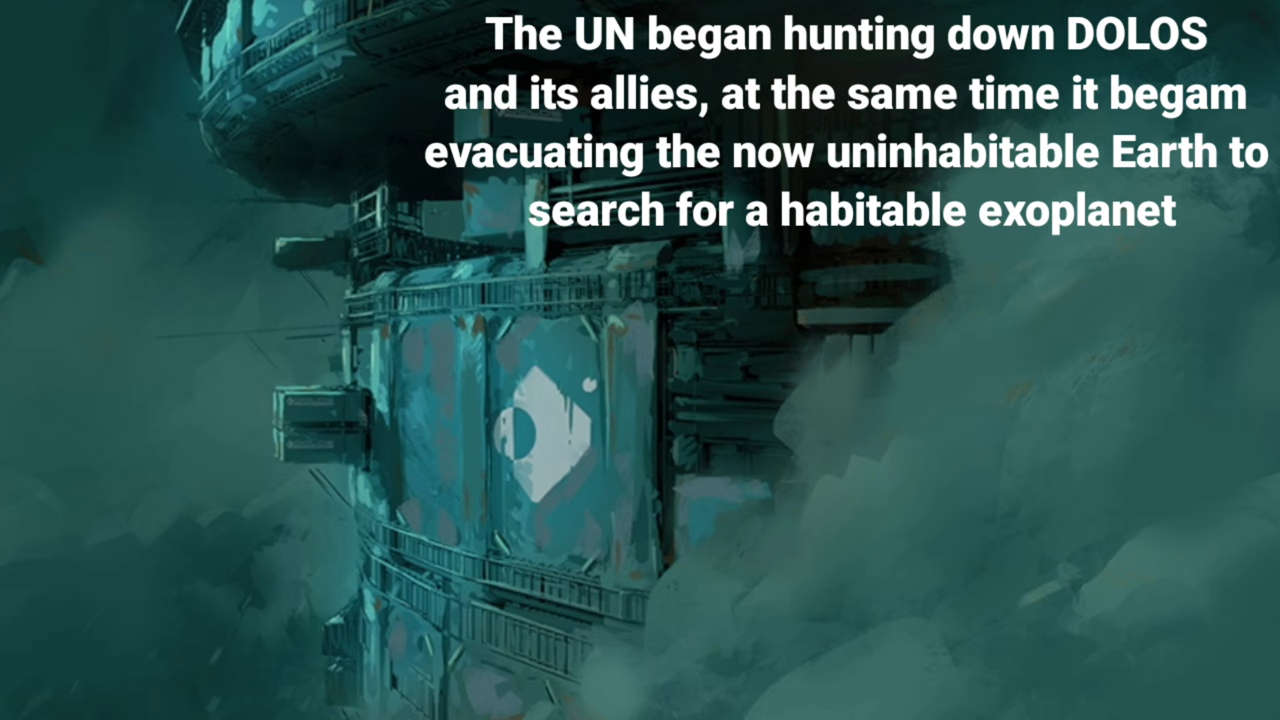 The UN began hunting down DOLOS
and its allies, at the same time it begam
evacuating the now uninhabitable Earth to
search for a habitable exoplanet